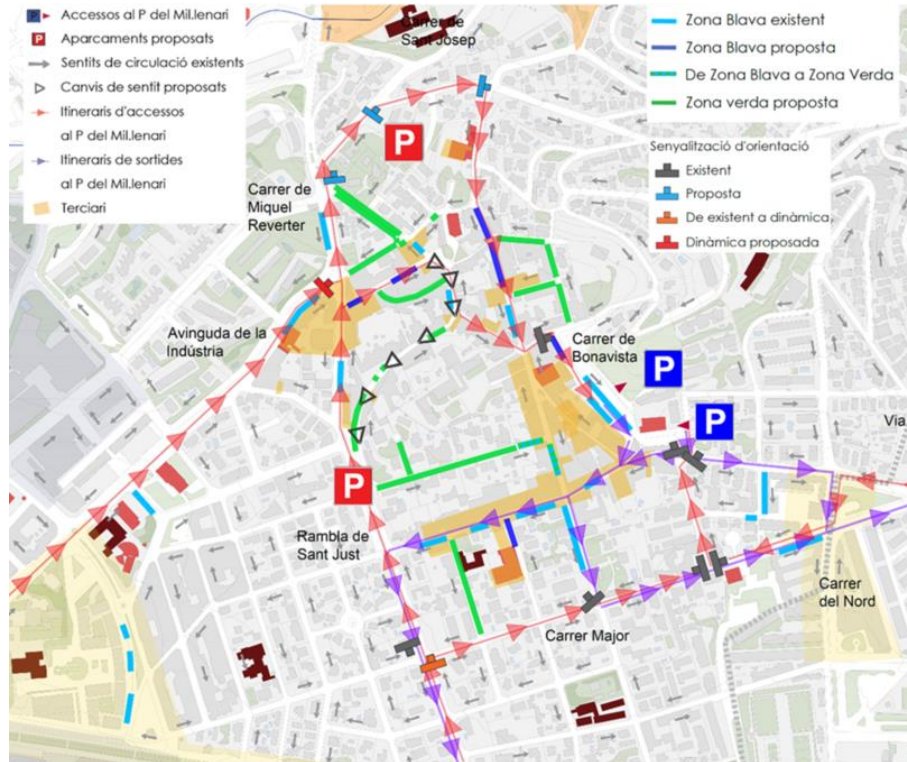 P Accessos al P del Mil.lenari
P Aparcaments proposats
Sentits de circulació existents
Canvis de sentit proposats
Itineraris d'accessos
al P del Mil.lenari
Itineraris de sortides
al P del Mil.lenari
Terciari
Zona Blava existent
Zona Blava proposta
De Zona Blava a Zona Verda
Zona verda proposta
Senyalització d'orientació
Existent
Proposta
De existent a dinàmica
Dinàmica proposada
Carrer de
Sant Josep
P
Carrer de
Miquel
Reverter
Avinguda de la
Indústria
Carrer de
Bonavista
P
P
Via
P
Rambla de
Sant Just
Carrer
del Nord
Carrer Major